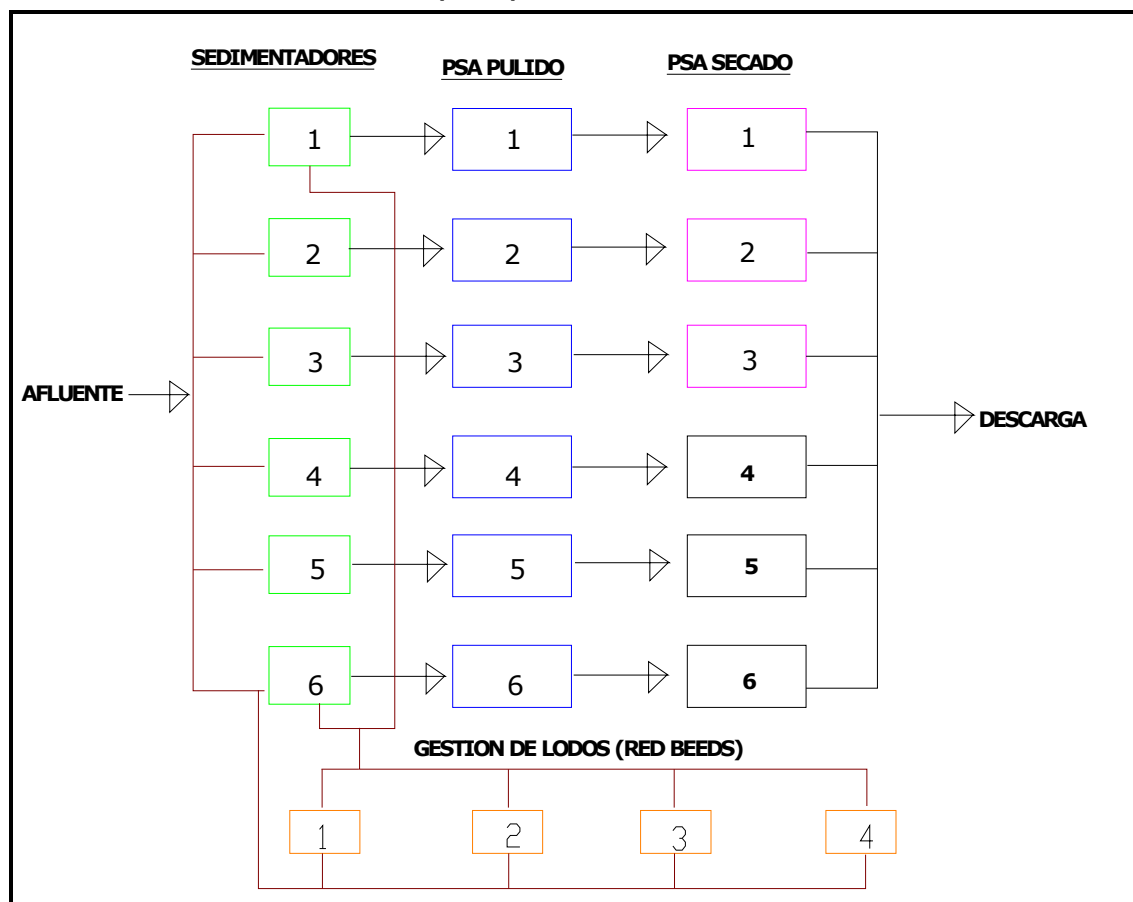 SEDIMENTADORES PSA PULIDO PSA SECADO
1 1 1
2 2 2
3 3 3
AFLUENTE
DESCARGA
4 4 4
5 5 5
6 6 6
GESTION DE LODOS (RED BEEDS)
1 2 3 4